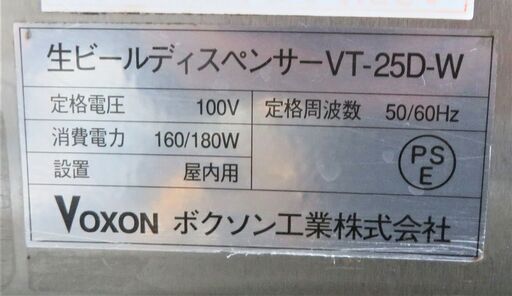 生ビールディスペンサーVT-25D-W
定格電圧 100V 定格周波数 50/60Hz
消費電力 160/180W
設置 屋内用
PS
E
VOXON ボクソン工業株式会社